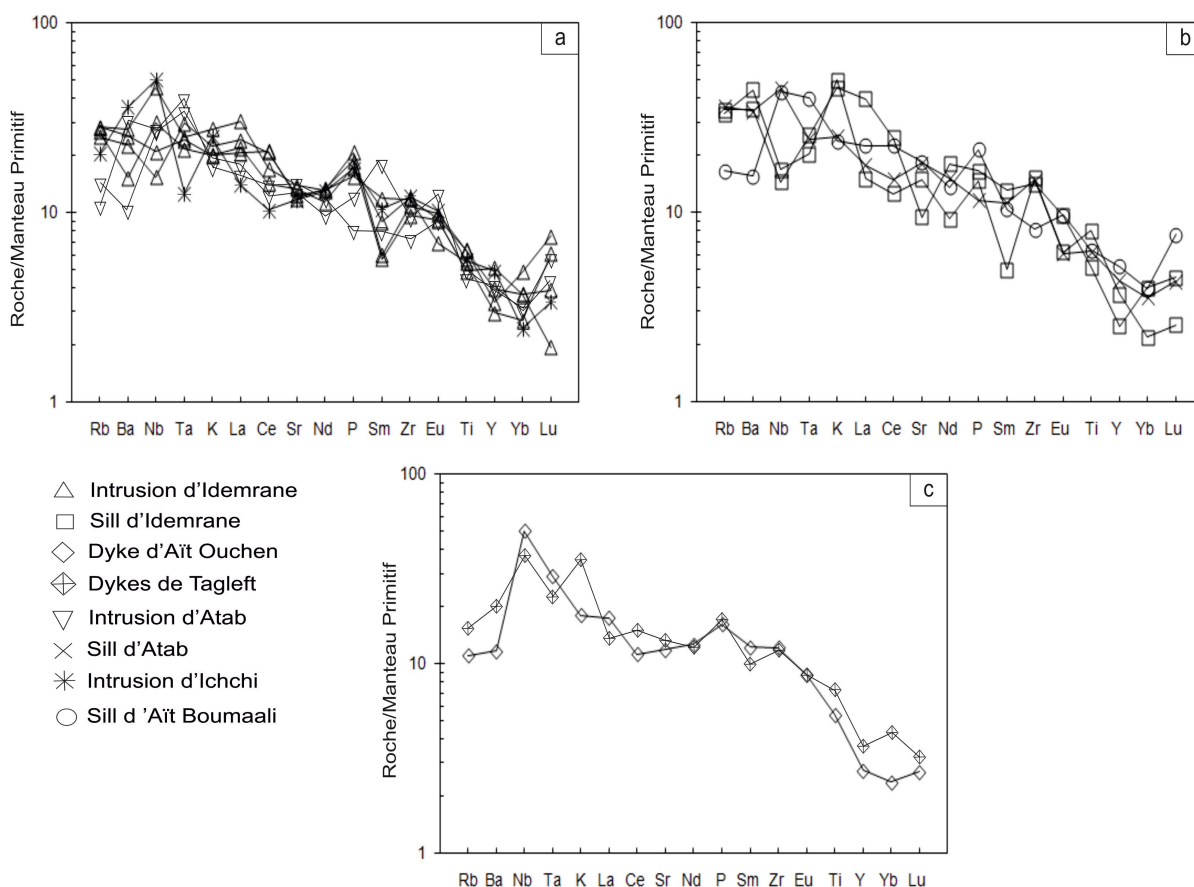 100
10
1
Roche/Manteau Primitif
a
Rb Ba Nb Ta K La Ce Sr Nd P Sm Zr Eu Ti Y Yb Lu
100
10
1
Roche/Manteau Primitif
b
Rb Ba Nb Ta K La Ce Sr Nd P Sm Zr Eu Ti Y Yb Lu
Intrusion d'Idemrane
Sill d'Idemrane
Dyke d'Aït Ouchen
Dykes de Tagleft
Intrusion d'Atab
Sill d'Atab
Intrusion d'Ichchi
Sill d 'Aït Boumaali
100
10
1
Roche/Manteau Primitif
c
Rb Ba Nb Ta K La Ce Sr Nd P Sm Zr Eu Ti Y Yb Lu